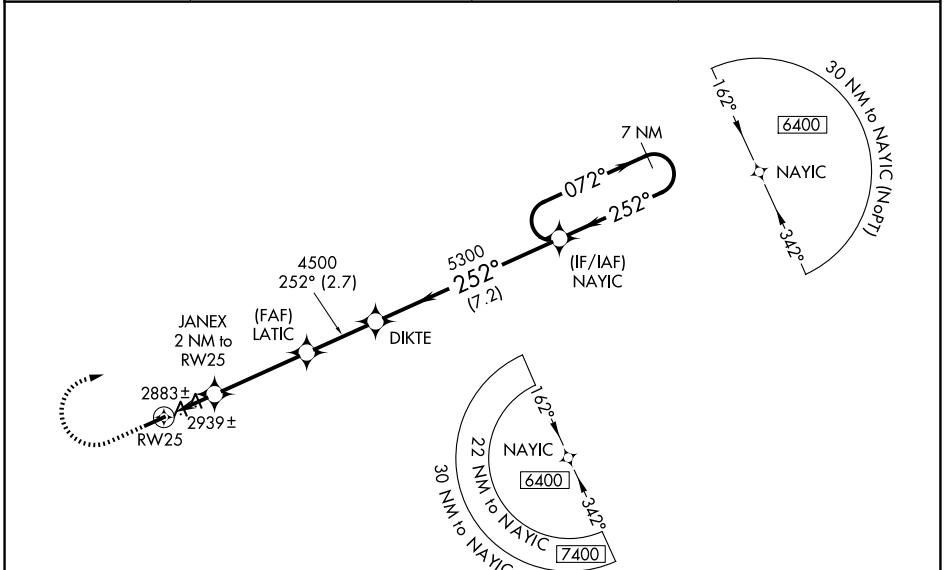 162°
30 NM to NAYIC (NoPT)
6400
NAYIC
342°
7 NM
072°
252°
(IF/IAF)
NAYIC
5300
252°
(7.2)
4500
252° (2.7)
DIKTE
(FAF)
LATIC
JANEX
2 NM to
RW25
2883±
2939±
RW25
162°
NAYIC
6400
342°
22 NM to NAYIC
7400
30 NM to NAYIC